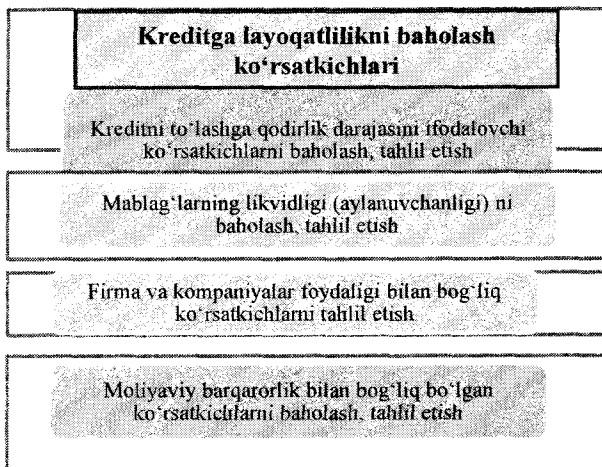 Kreditga layoqatlilikni baholash
ko‘rsatkichlari
Kreditni to‘lashga qodirlik darajasini ifodalovchi
ko‘rsatkichlarni baholash, tahlil etish
Mablag‘larning likvidligi (aylanuvchanligi) ni
baholash, tahlil etish
Firma va kompaniyalar foydaligi bilan bog‘liq
ko‘rsatkichlarni tahlil etish
Moliyaviy barqarorlik bilan bog‘liq bo‘lgan
ko‘rsatkichlarni baholash, tahlil etish